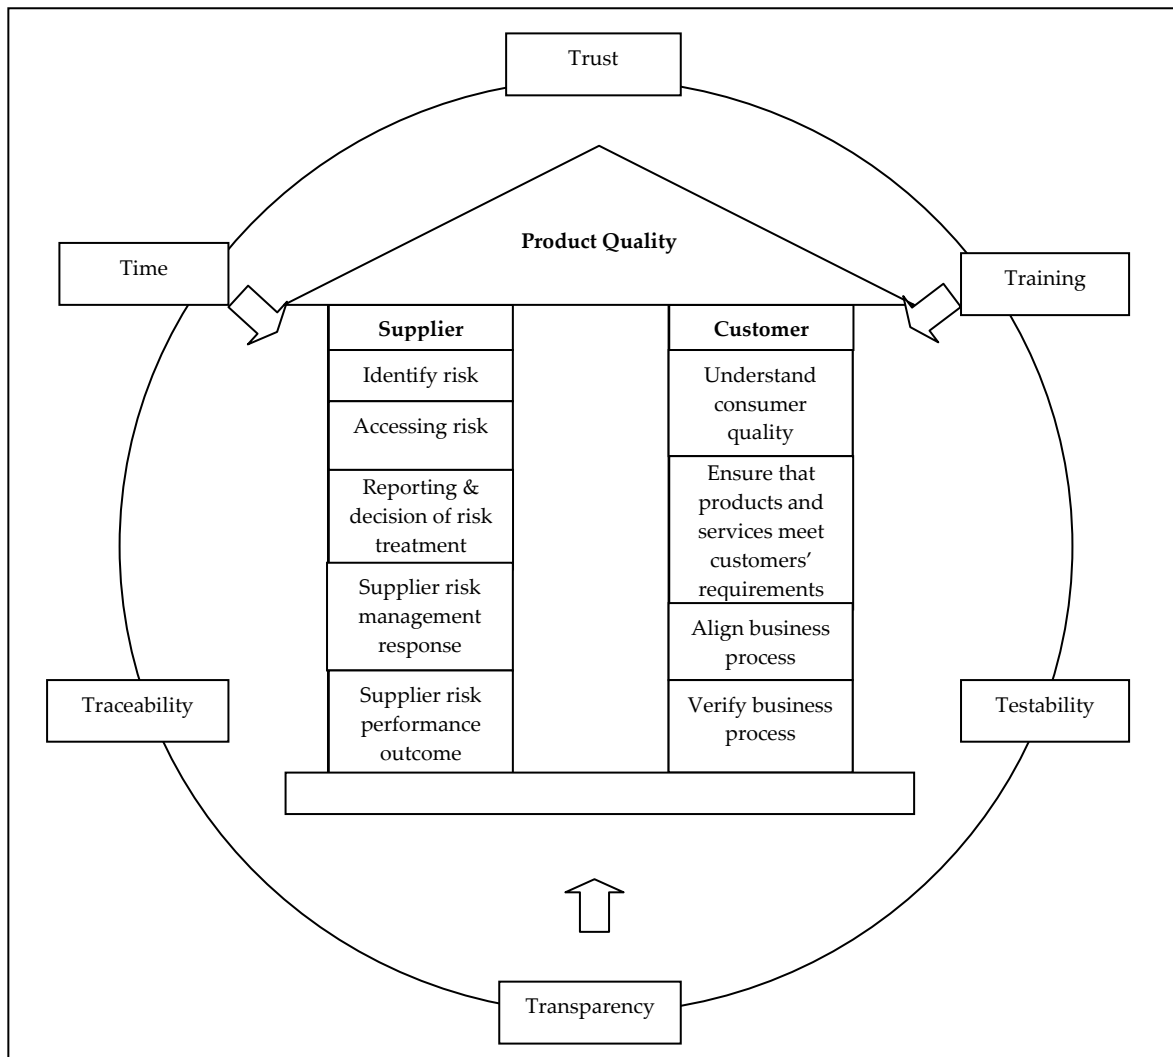 Trust
Product Quality
Time
Training
Supplier
Identify risk
Accessing risk
Reporting &
decision of risk
treatment
Supplier risk
management
response
Supplier risk
performance
outcome
Customer
Understand
consumer
quality
Ensure that
products and
services meet
customers’
requirements
Align business
process
Verify business
process
Traceability
Testability
Transparency